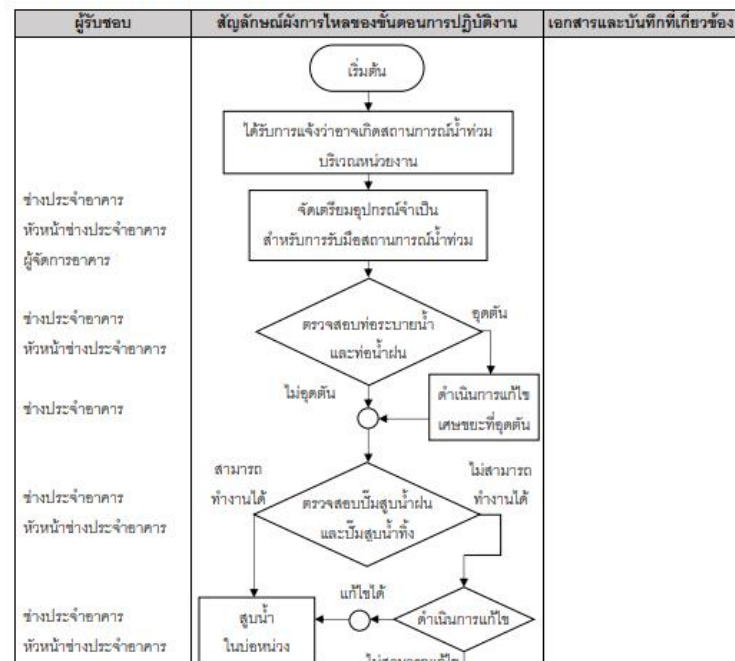 ผู้รับชอบ
สัญลักษณ์ผังการไหลของขั้นตอนการปฏิบัติงาน
เอกสารและบันทึกที่เกี่ยวข้อง
เริ่มต้น
ได้รับการแจ้งว่าอาจเกิดสถานการณ์น้ำท่วม
บริเวณหน่วยงาน
ช่างประจำอาคาร
หัวหน้าช่างประจำอาคาร
ผู้จัดการอาคาร
จัดเตรียมอุปกรณ์จำเป็น
สำหรับการรับมือสถานการณ์น้ำท่วม
ช่างประจำอาคาร
หัวหน้าช่างประจำอาคาร
ตรวจสอบท่อระบายน้ำ
และท่อน้ำฝน
อุดตัน
ไม่อุดตัน
ช่างประจำอาคาร
ดำเนินการแก้ไข
เศษขยะที่อุดตัน
สามารถ
ทำงานได้
ไม่สามารถ
ทำงานได้
ช่างประจำอาคาร
หัวหน้าช่างประจำอาคาร
ตรวจสอบปั๊มสูบน้ำฝน
และปั๊มสูบน้ำทิ้ง
แก้ไขได้
ช่างประจำอาคาร
หัวหน้าช่างประจำอาคาร
สูบน้ำ
ในบ่อหน่วง
ดำเนินการแก้ไข
ไม่สามารถแก้ไข